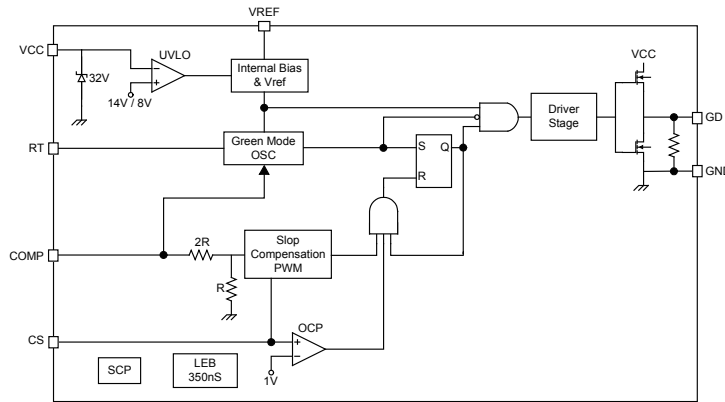 VREF
VCC
UVLO
32V
14V / 8V
Internal Bias
& Vref
VCC
Driver
Stage
GD
RT
Green Mode
OSC
S
Q
R
GND
COMP
2R
R
Slop
Compensation
PWM
CS
OCP
1V
SCP
LEB
350nS